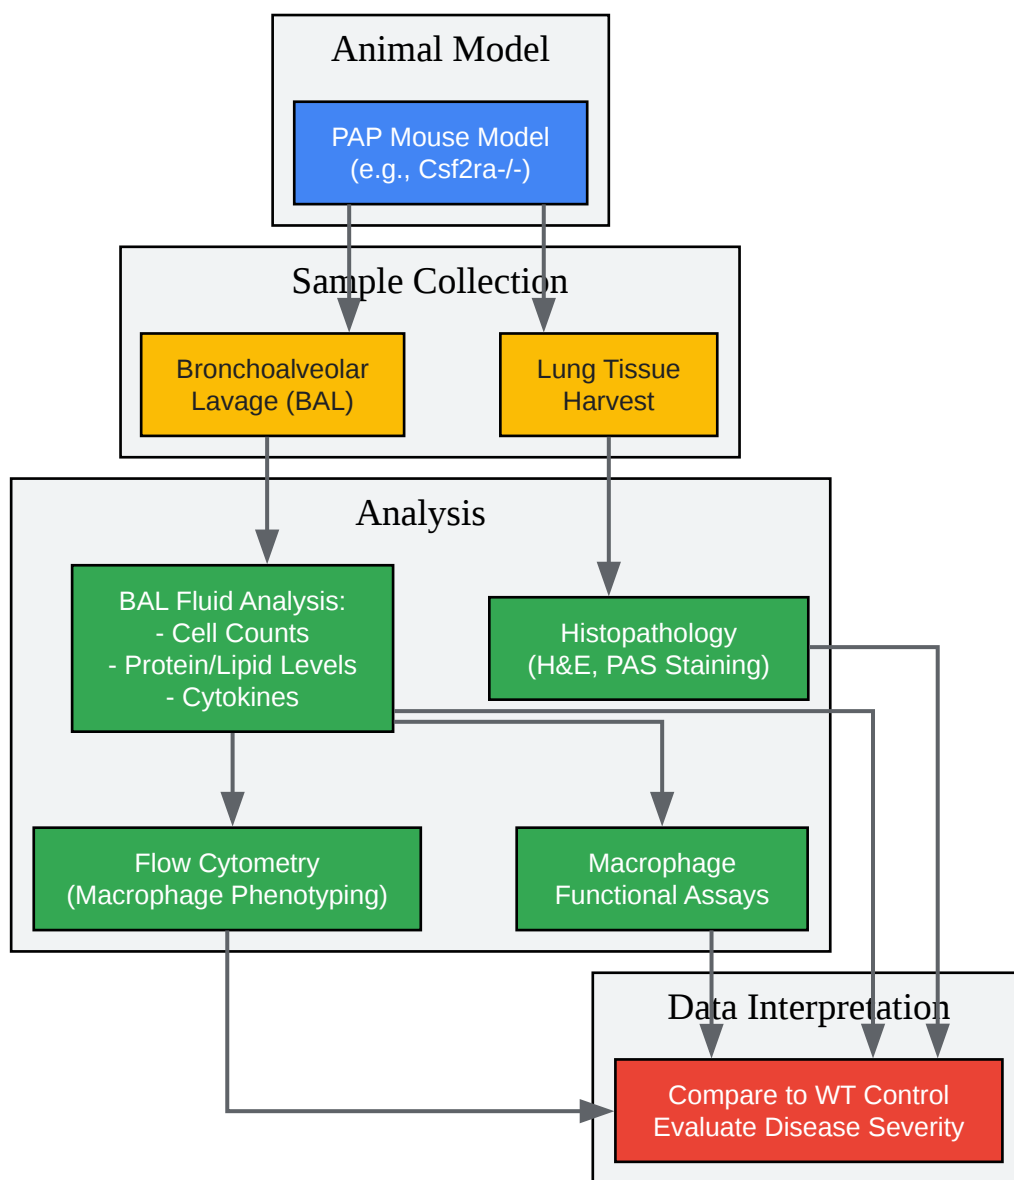 Animal Model
PAP Mouse Model
(e.g., Csf2ra-/-)
Sample Collection
Bronchoalveolar
Lavage (BAL)
Lung Tissue
Harvest
Analysis
BAL Fluid Analysis:
- Cell Counts
- Protein/Lipid Levels
- Cytokines
Histopathology
(H&E, PAS Staining)
Flow Cytometry
(Macrophage Phenotyping)
Macrophage
Functional Assays
Data Interpretation
Compare to WT Control
Evaluate Disease Severity